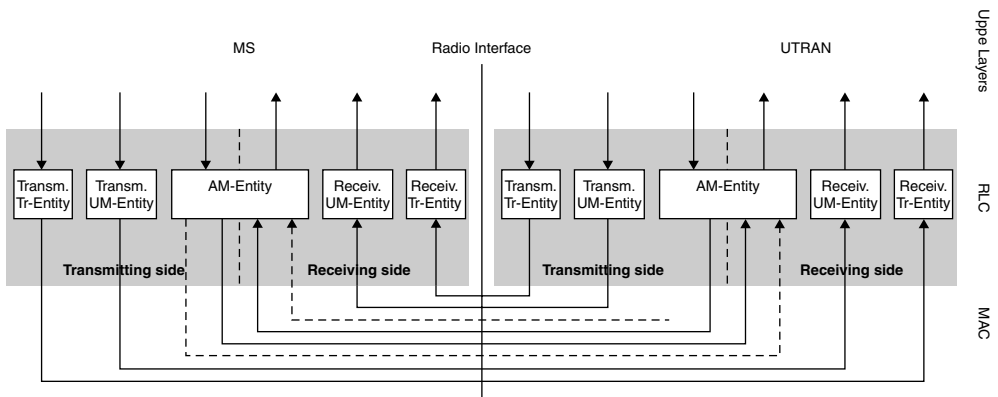 MS
Radio Interface
UTRAN
Uppe Layers
Transm.
Tr-Entity
Transm.
UM-Entity
AM-Entity
Receiv.
UM-Entity
Receiv.
Tr-Entity
Transm.
Tr-Entity
Transm.
UM-Entity
AM-Entity
Receiv.
UM-Entity
Receiv.
Tr-Entity
RLC
Transmitting side
Receiving side
Transmitting side
Receiving side
MAC